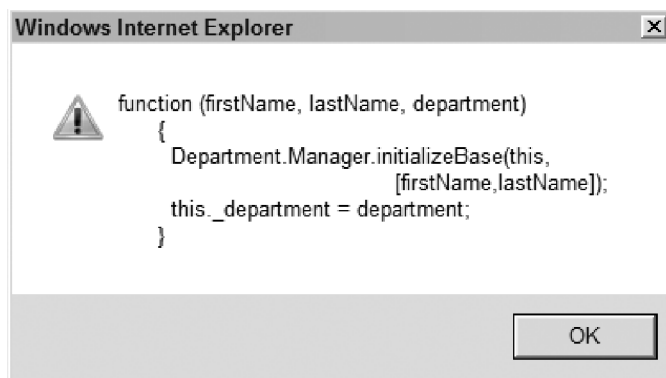 Windows Internet Explorer
function (firstName, lastName, department)
{
Department.Manager.initializeBase(this,
[firstName,lastName]);
this._department = department;
}
OK